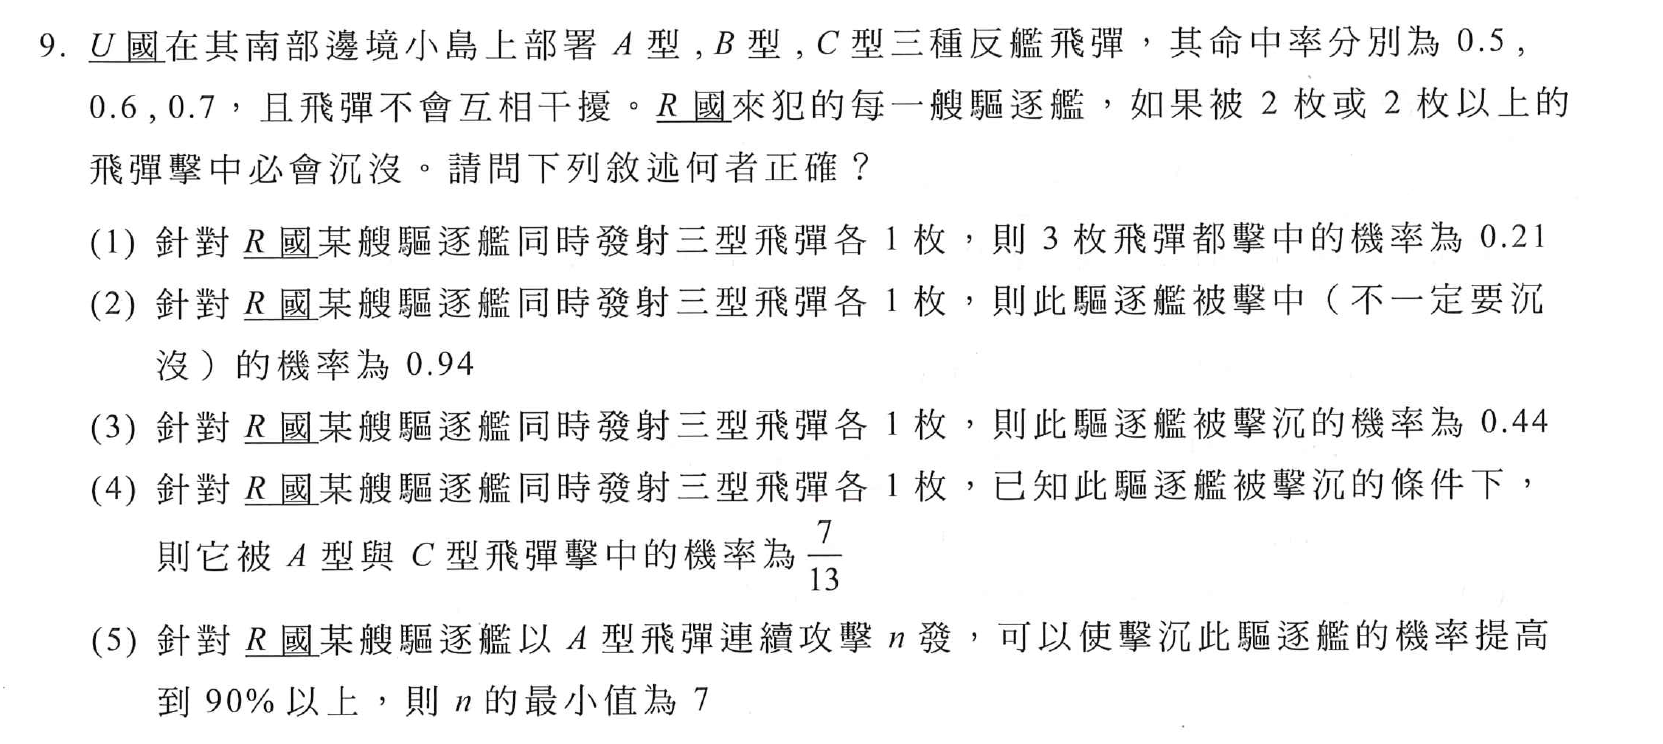 9. U 國在其南部邊境小島上部署 A 型 , B 型 , C 型三種反艦飛彈，其命中率分別為 0.5 ,
0.6 , 0.7，且飛彈不會互相干擾。R 國來犯的每一艘驅逐艦，如果被 2 枚或 2 枚以上的
飛彈擊中必會沉沒。請問下列敘述何者正確？
(1) 針對 R 國某艘驅逐艦同時發射三型飛彈各 1 枚，則 3 枚飛彈都擊中的機率為 0.21
(2) 針對 R 國某艘驅逐艦同時發射三型飛彈各 1 枚，則此驅逐艦被擊中（不一定要沉
沒）的機率為 0.94
(3) 針對 R 國某艘驅逐艦同時發射三型飛彈各 1 枚，則此驅逐艦被擊沉的機率為 0.44
(4) 針對 R 國某艘驅逐艦同時發射三型飛彈各 1 枚，已知此驅逐艦被擊沉的條件下，
則它被 A 型與 C 型飛彈擊中的機率為 7/13
(5) 針對 R 國某艘驅逐艦以 A 型飛彈連續攻擊 n 發，可以使擊沉此驅逐艦的機率提高
到 90% 以上，則 n 的最小值為 7